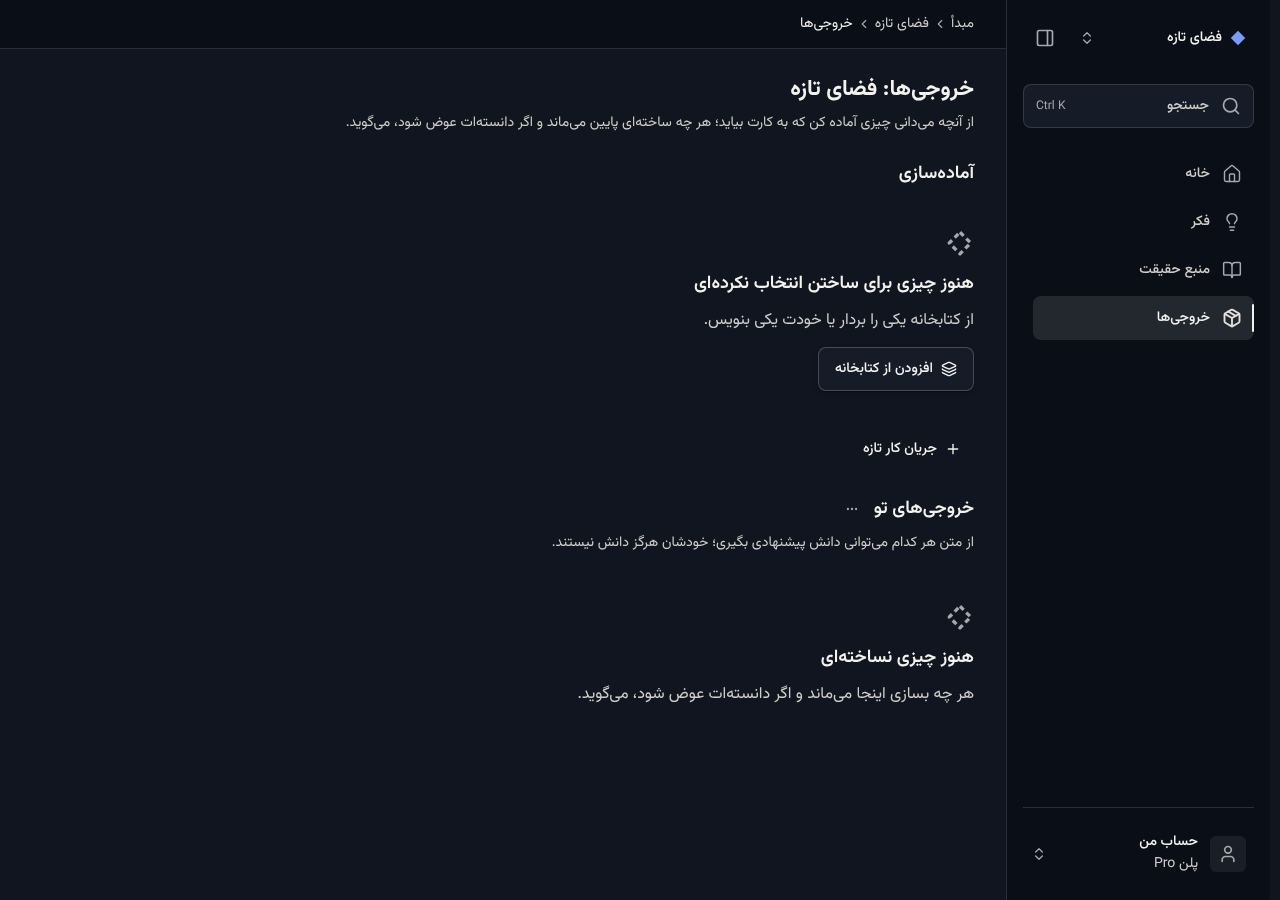 فضای تازه
جستجو
Ctrl K
خانه
فکر
منبع حقیقت
خروجی‌ها
حساب من
پلن Pro
مبدأ
فضای تازه
خروجی‌ها
خروجی‌ها: فضای تازه
از آنچه می‌دانی چیزی آماده کن که به کارت بیاید؛ هر چه ساخته‌ای پایین می‌ماند و اگر دانسته‌ات عوض شود، می‌گوید.
آماده‌سازی
هنوز چیزی برای ساختن انتخاب نکرده‌ای
از کتابخانه یکی را بردار یا خودت یکی بنویس.
افزودن از کتابخانه
جریان کار تازه
خروجی‌های تو
از متن هر کدام می‌توانی دانش پیشنهادی بگیری؛ خودشان هرگز دانش نیستند.
هنوز چیزی نساخته‌ای
هر چه بسازی اینجا می‌ماند و اگر دانسته‌ات عوض شود، می‌گوید.